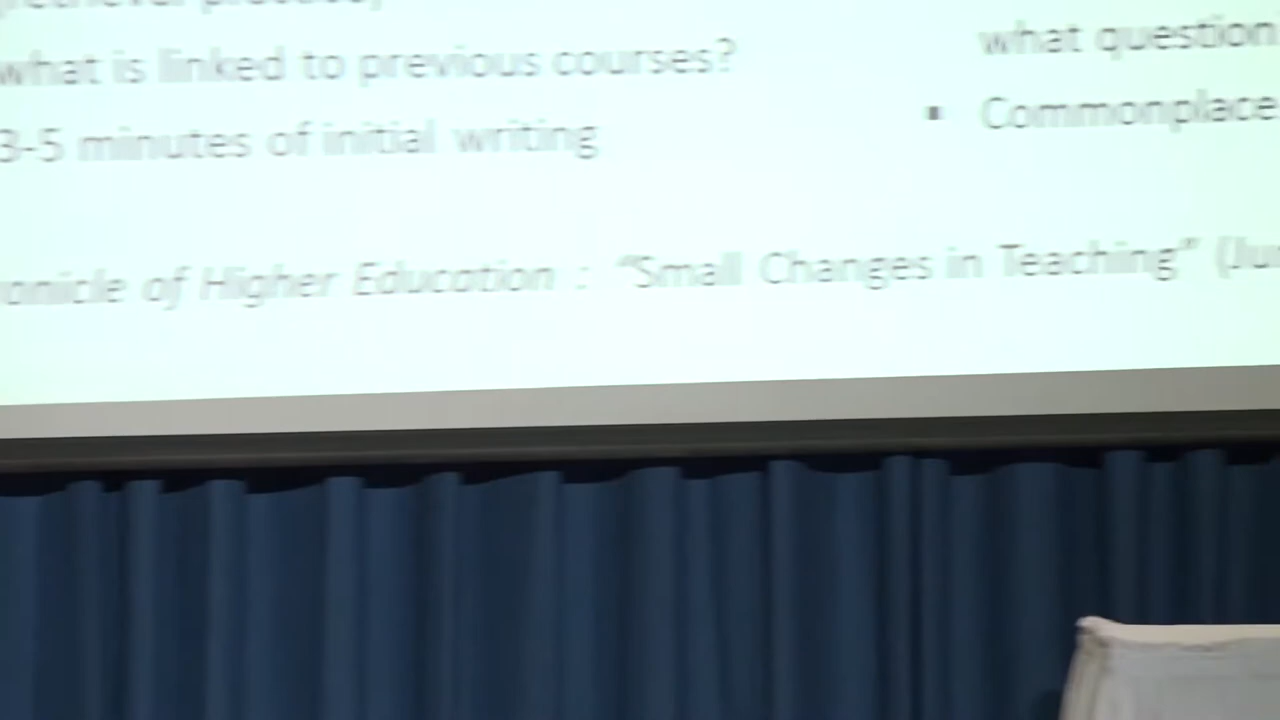 what is linked to previous courses?
3-5 minutes of initial writing
what question
▪ Commonplace
onicle of Higher Education : “Small Changes in Teaching” (Ju